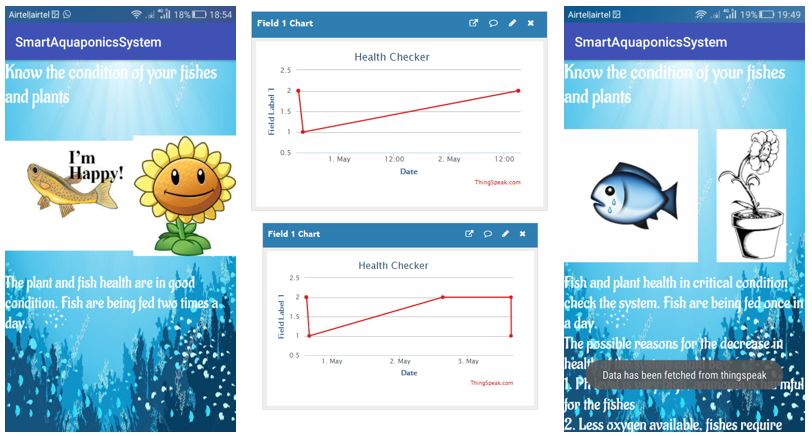 Airtel|airtel 18% 18:54
SmartAquaponicsSystem
Know the condition of your fishes
and plants
I'm
Happy!
The plant and fish health are in good
condition. Fish are being fed two times a
day.
Field 1 Chart
Health Checker
Field Label 1
2.5
2
1.5
1
0.5
1. May 12:00 2. May 12:00
Date
ThingSpeak.com
Field 1 Chart
Health Checker
Field Label 1
2.5
2
1.5
1
0.5
1. May 2. May 3. May
Date
ThingSpeak.com
Airtel|airtel 19% 19:49
SmartAquaponicsSystem
Know the condition of your fishes
and plants
Fish and plant health in critical condition
check the system. Fish are being fed once in
a day.
The possible reasons for the decrease in
Data has been fetched from thingspeak
for the fishes
2. Less oxygen available, fishes require